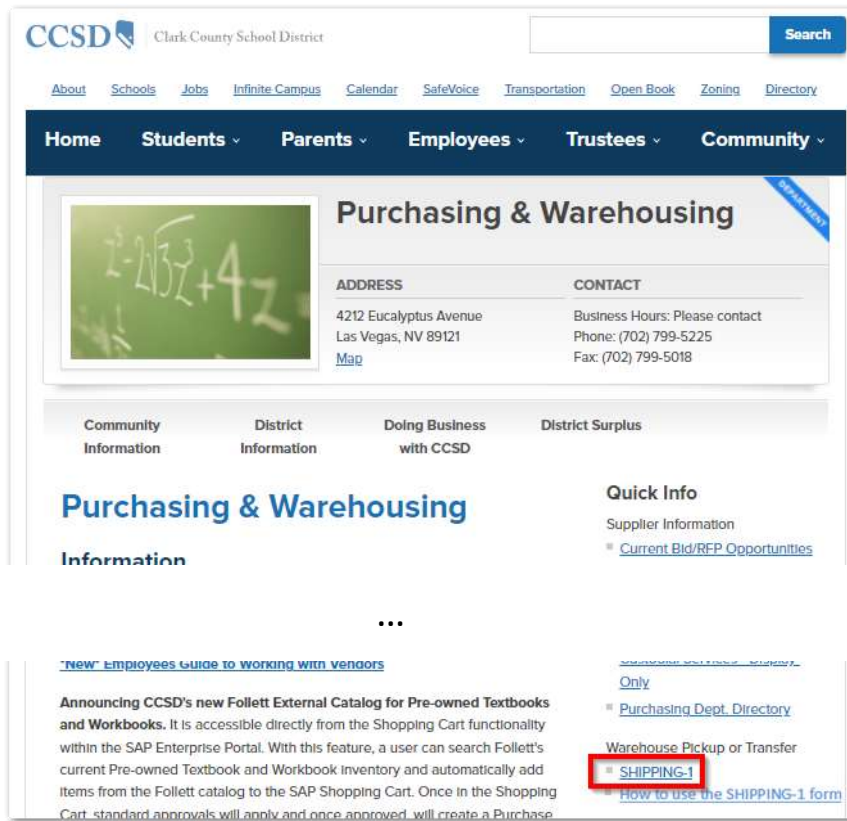 CCSD Clark County School District Search
About Schools Jobs Infinite Campus Calendar SafeVoice Transportation Open Book Zoning Directory
Home Students Parents Employees Trustees Community
DEPARTMENT
Purchasing & Warehousing
ADDRESS
4212 Eucalyptus Avenue
Las Vegas, NV 89121
Map
CONTACT
Business Hours: Please contact
Phone: (702) 799-5225
Fax: (702) 799-5018
Community
Information
District
Information
Doing Business
with CCSD
District Surplus
Purchasing & Warehousing
Information
Quick Info
Supplier Information
Current Bid/RFP Opportunities
...
*New* Employees Guide to Working with Vendors
Announcing CCSD's new Follett External Catalog for Pre-owned Textbooks
and Workbooks. It is accessible directly from the Shopping Cart functionality
within the SAP Enterprise Portal. With this feature, a user can search Follett's
current Pre-owned Textbook and Workbook Inventory and automatically add
items from the Follett catalog to the SAP Shopping Cart. Once in the Shopping
Cart, standard approvals will apply and once approved, will create a Purchase
Custodial Services - Display
Only
Purchasing Dept. Directory
Warehouse Pickup or Transfer
SHIPPING-1
How to use the SHIPPING-1 form